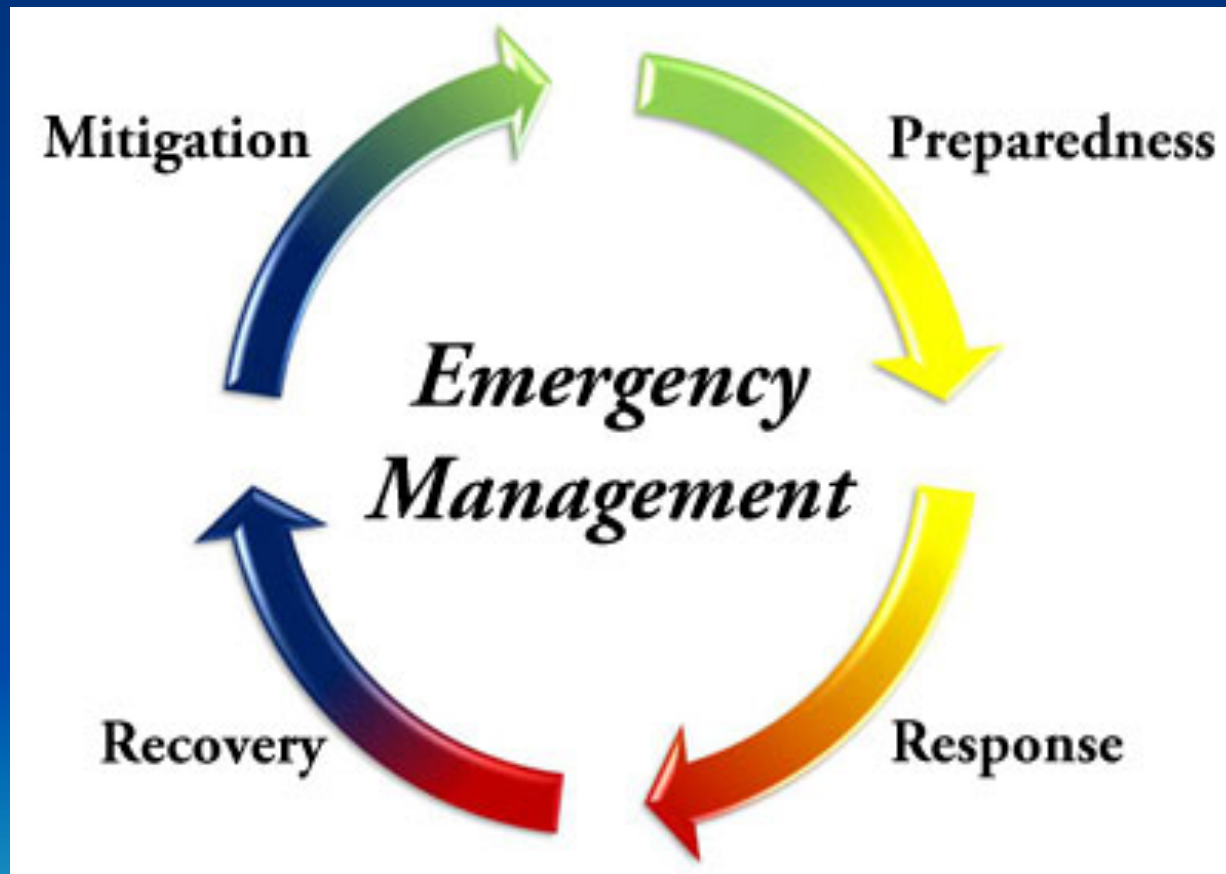 Mitigation
Preparedness
Emergency
Management
Recovery
Response